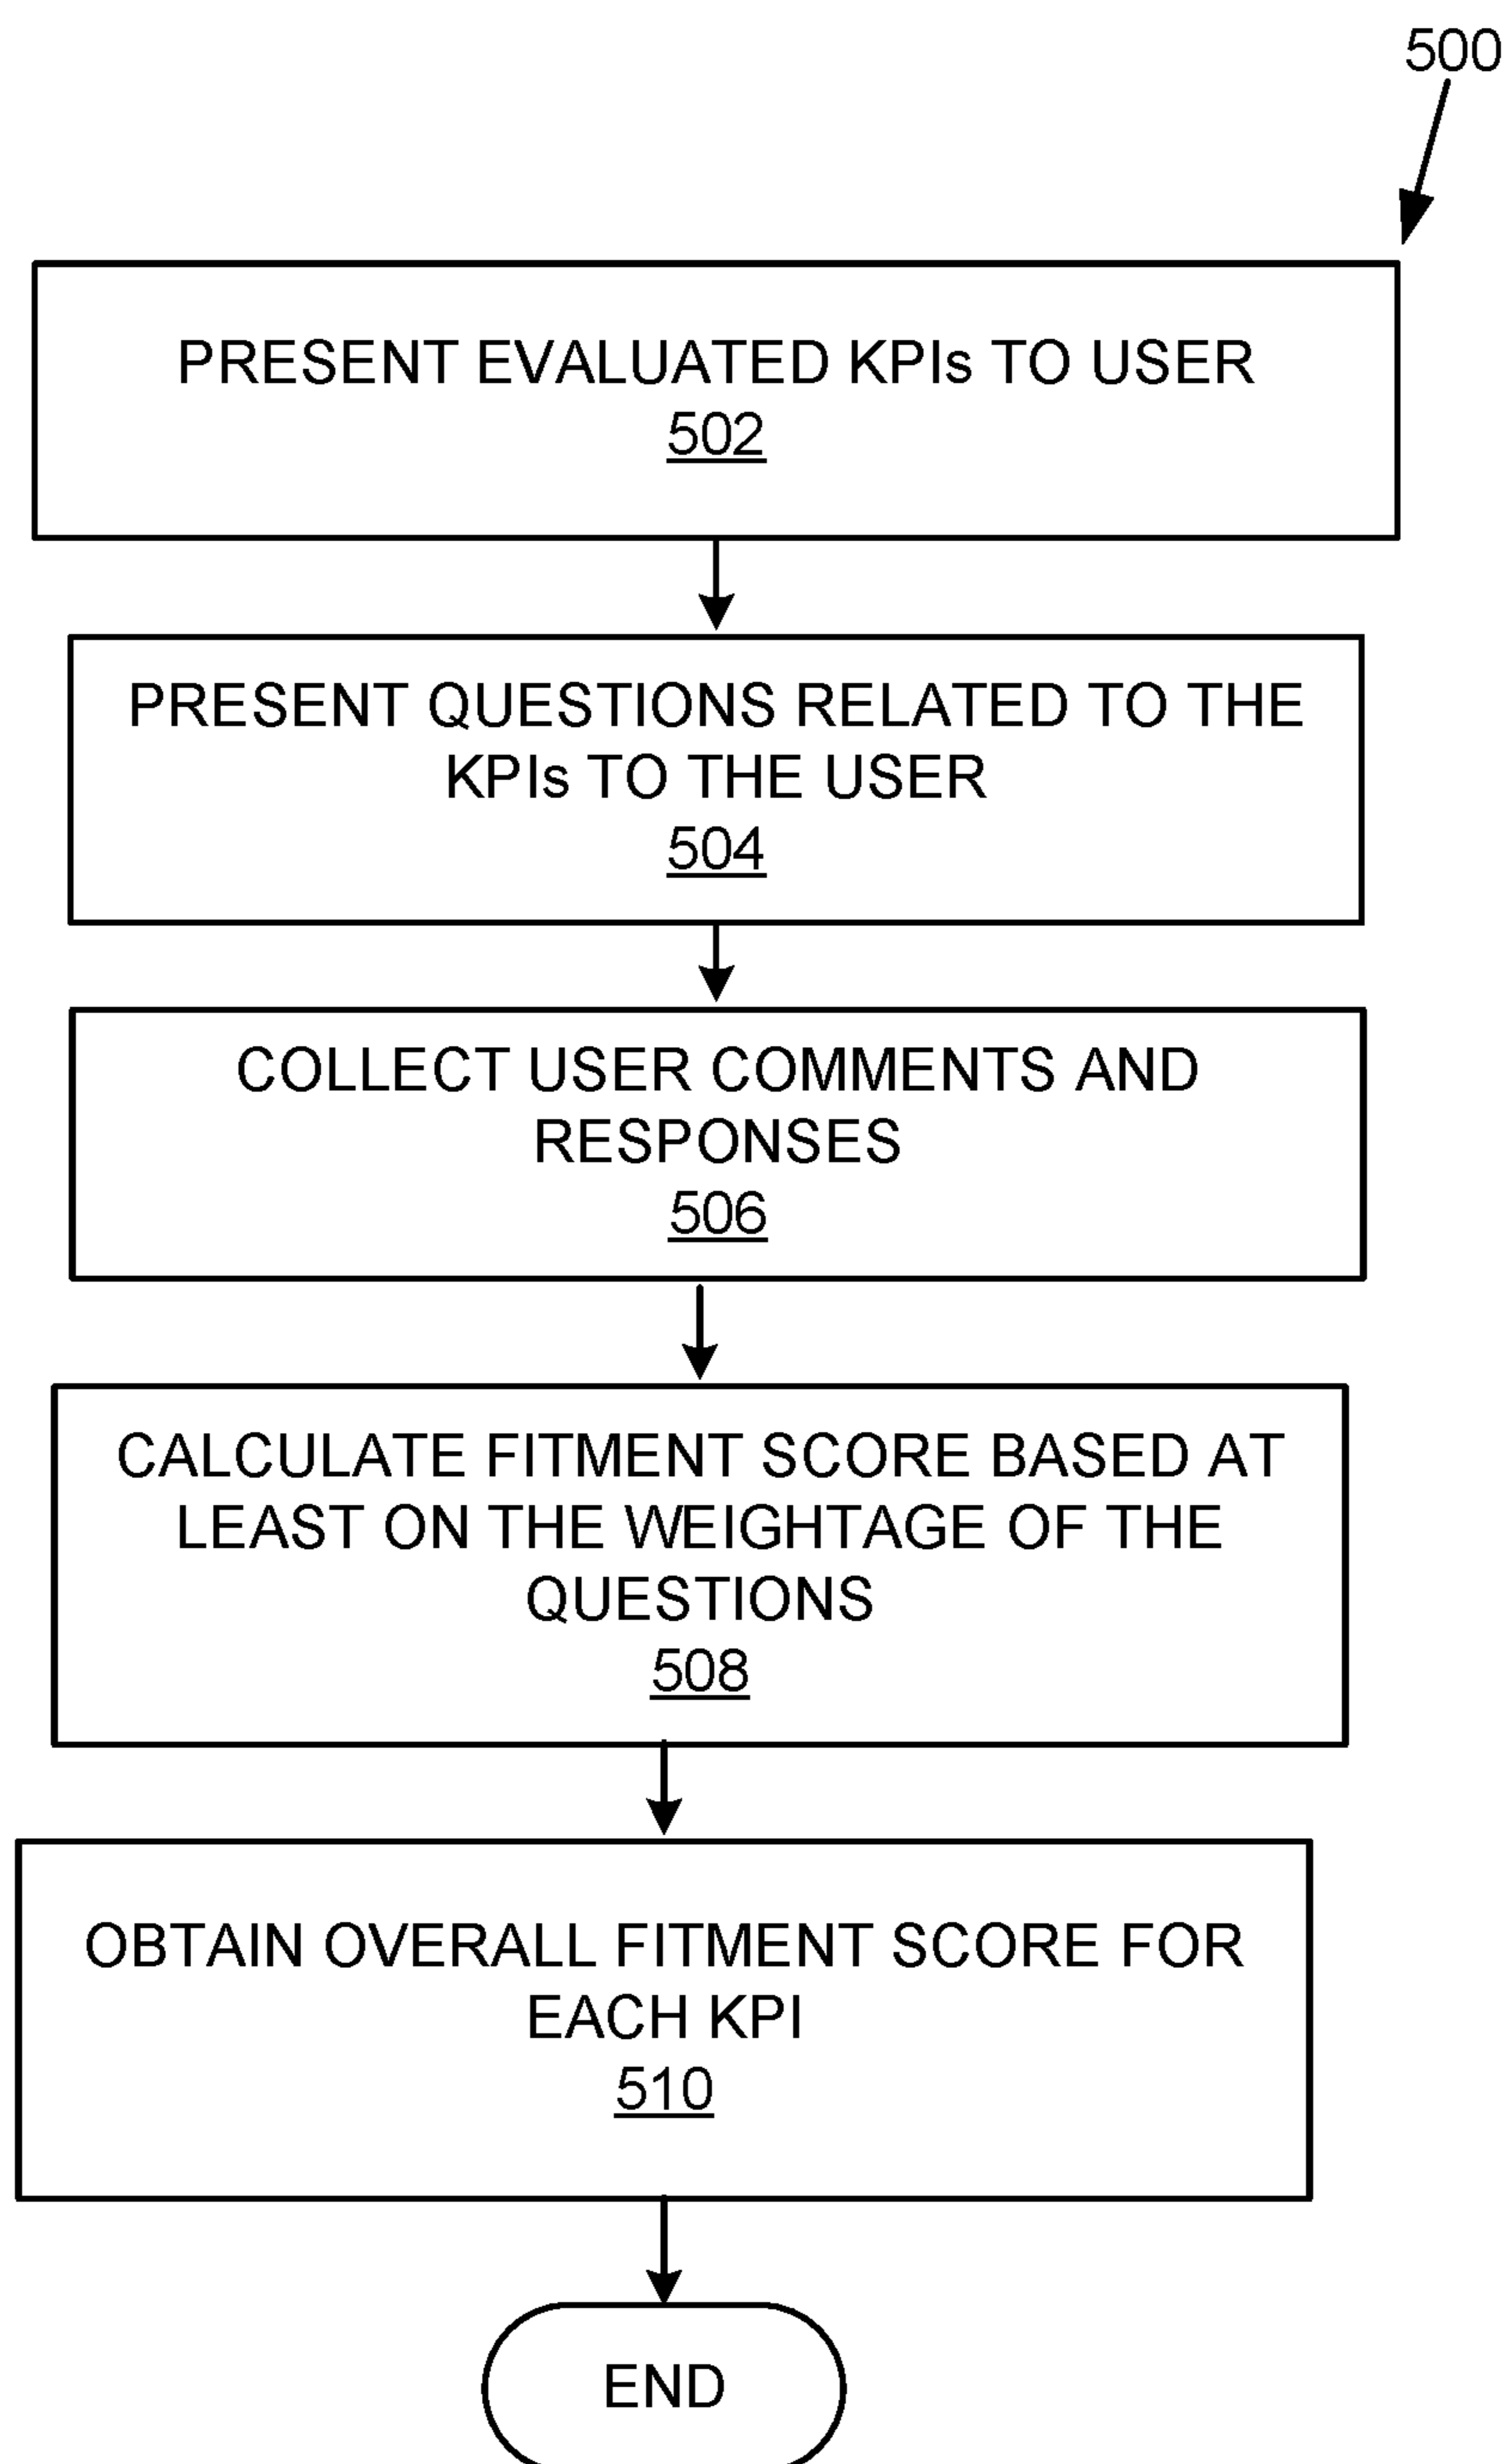 500
PRESENT EVALUATED KPIs TO USER
502
PRESENT QUESTIONS RELATED TO THE
KPIs TO THE USER
504
COLLECT USER COMMENTS AND
RESPONSES
506
CALCULATE FITMENT SCORE BASED AT
LEAST ON THE WEIGHTAGE OF THE
QUESTIONS
508
OBTAIN OVERALL FITMENT SCORE FOR
EACH KPI
510
END